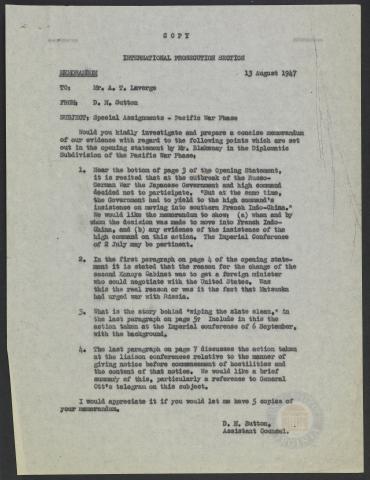 COPY
INTERNATIONAL PROSECUTION SECTION
MEMORANDUM 13 August 1947
TO: Mr. A. T. Laverge
FROM: D. N. Sutton
SUBJECT: Special Assignments - Pacific War Phase
Would you kindly investigate and prepare a concise memorandum
of our evidence with regard to the following points which are set
out in the opening statement by Mr. Blakeney in the Diplomatic
Subdivision of the Pacific War Phase:
1. Near the bottom of page 3 of the Opening Statement,
it is recited that at the outbreak of the Russo-
German War the Japanese Government and high command
decided not to participate. "But at the same time,
the Government had to yield to the high command's
insistence on moving into southern French Indo-China."
We would like the memorandum to show (a) when and by
whom the decision was made to move into French Indo-
China, and (b) any evidence of the insistence of the
high command on this action. The Imperial Conference
of 2 July may be pertinent.
2. In the first paragraph on page 4 of the opening state-
ment it is stated that the reason for the change of the
second Konoye Cabinet was to get a foreign minister
who could negotiate with the United States. Was
this the real reason or was it the fact that Matsuoka
had urged war with Russia.
3. What is the story behind "wiping the slate clean," in
the last paragraph on page 5? Include in this the
action taken at the Imperial conference of 6 September,
with the background.
4. The last paragraph on page 7 discusses the action taken
at the liaison conferences relative to the manner of
giving notice before commencement of hostilities and
the content of that notice. We would like a brief
summary of this, particularly a reference to General
Ott's telegram on this subject.
I would appreciate it if you would let me have 5 copies of
your memorandum.
D. N. Sutton,
Assistant Counsel.